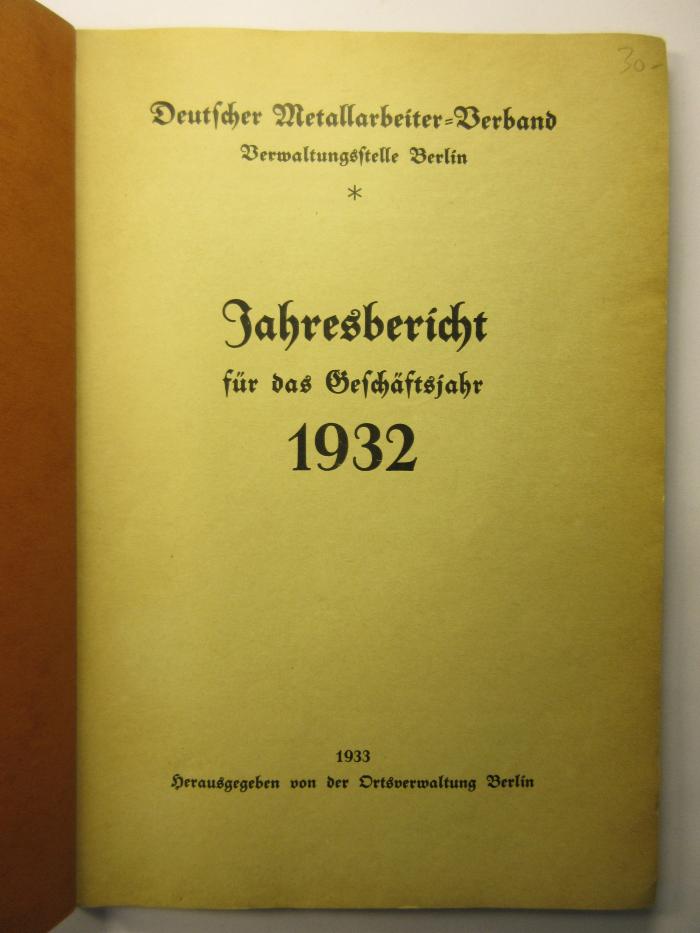 30-
Deutscher Metallarbeiter-Verband
Verwaltungsstelle Berlin
*
Jahresbericht
für das Geschäftsjahr
1932
1933
Herausgegeben von der Ortsverwaltung Berlin